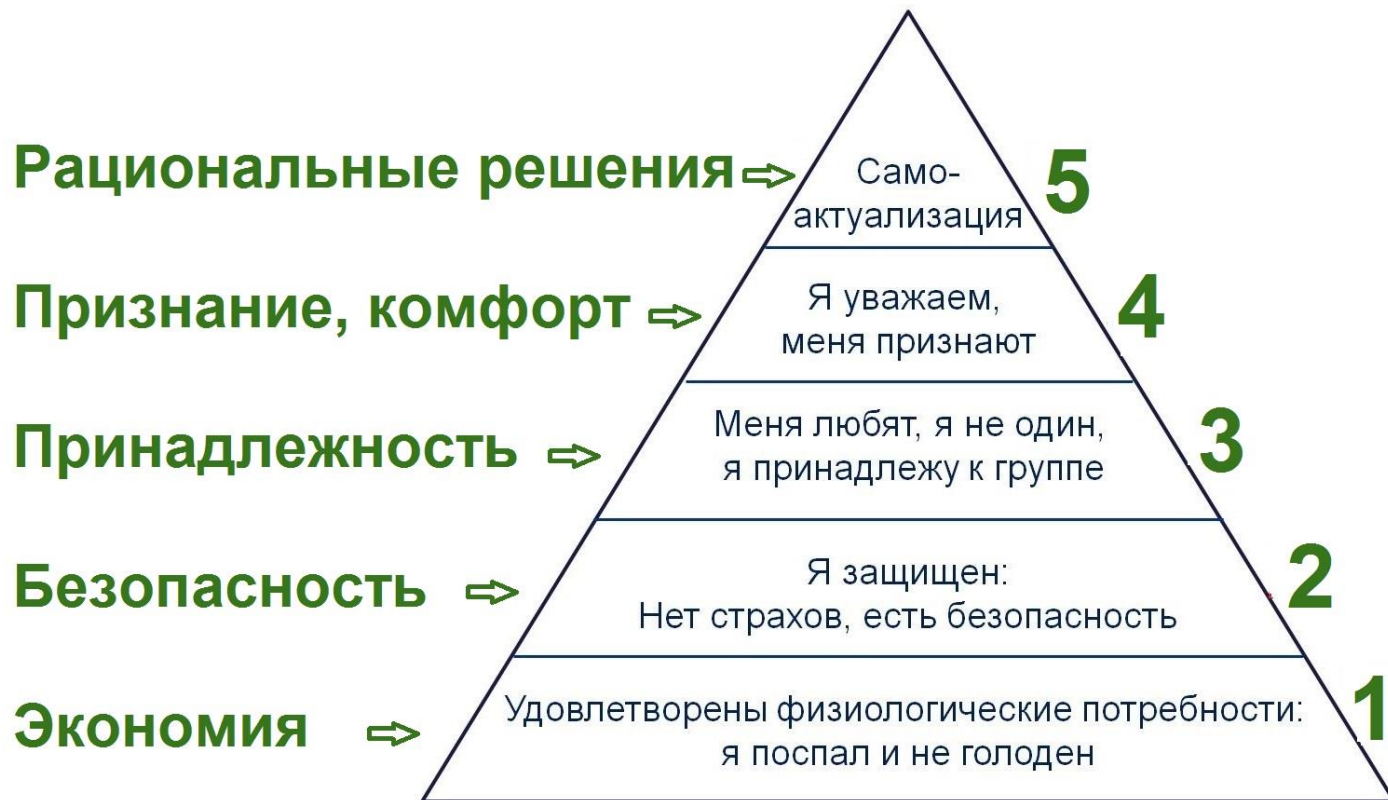 Рациональные решения
Само-
актуализация
5
Признание, комфорт
Я уважаем,
меня признают
4
Принадлежность
Меня любят, я не один,
я принадлежу к группе
3
Безопасность
Я защищен:
Нет страхов, есть безопасность
2
Экономия
Удовлетворены физиологические потребности:
я поспал и не голоден
1